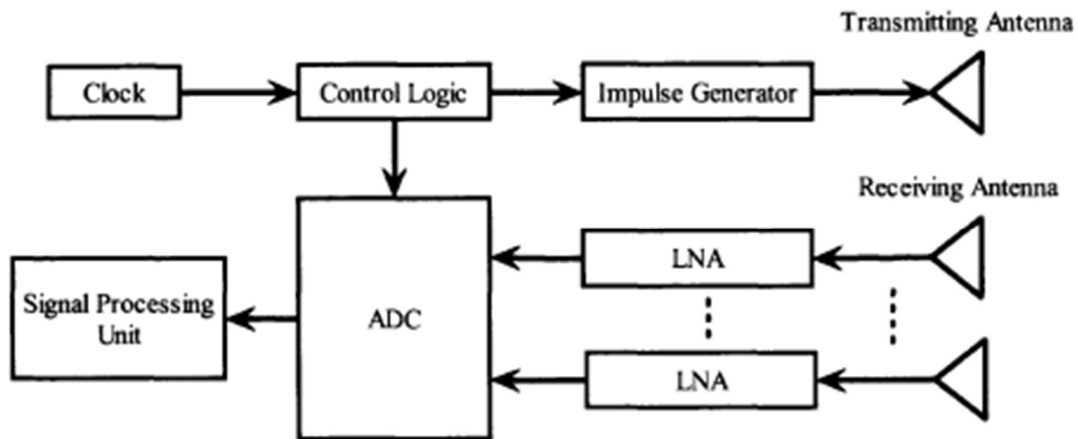 Transmitting Antenna
Clock
Control Logic
Impulse Generator
Receiving Antenna
LNA
Signal Processing
Unit
ADC
LNA